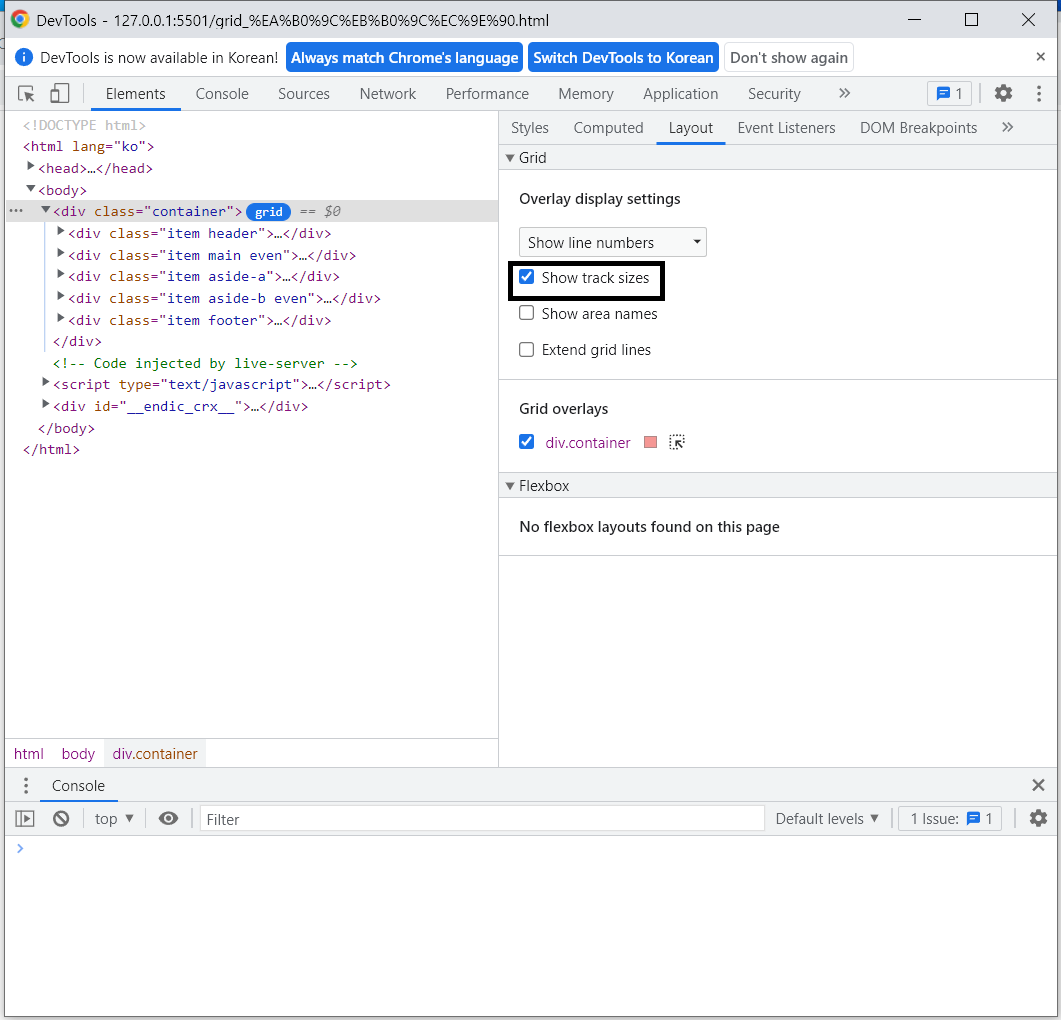 DevTools - 127.0.0.1:5501/grid_%EA%B0%9C%EB%B0%9C%EC%9E%90.html
DevTools is now available in Korean! Always match Chrome's language Switch DevTools to Korean Don't show again
Elements Console Sources Network Performance Memory Application Security 1
<!DOCTYPE html>
<html lang="ko">
<head>…</head>
<body>
<div class="container"> grid == $0
<div class="item header">…</div>
<div class="item main even">…</div>
<div class="item aside-a">…</div>
<div class="item aside-b even">…</div>
<div class="item footer">…</div>
</div>
<!-- Code injected by live-server -->
<script type="text/javascript">…</script>
<div id="__endic_crx__">…</div>
</body>
</html>
html body div.container
Styles Computed Layout Event Listeners DOM Breakpoints
Grid
Overlay display settings
Show line numbers
Show track sizes
Show area names
Extend grid lines
Grid overlays
div.container
Flexbox
No flexbox layouts found on this page
Console
top Filter Default levels 1 Issue: 1